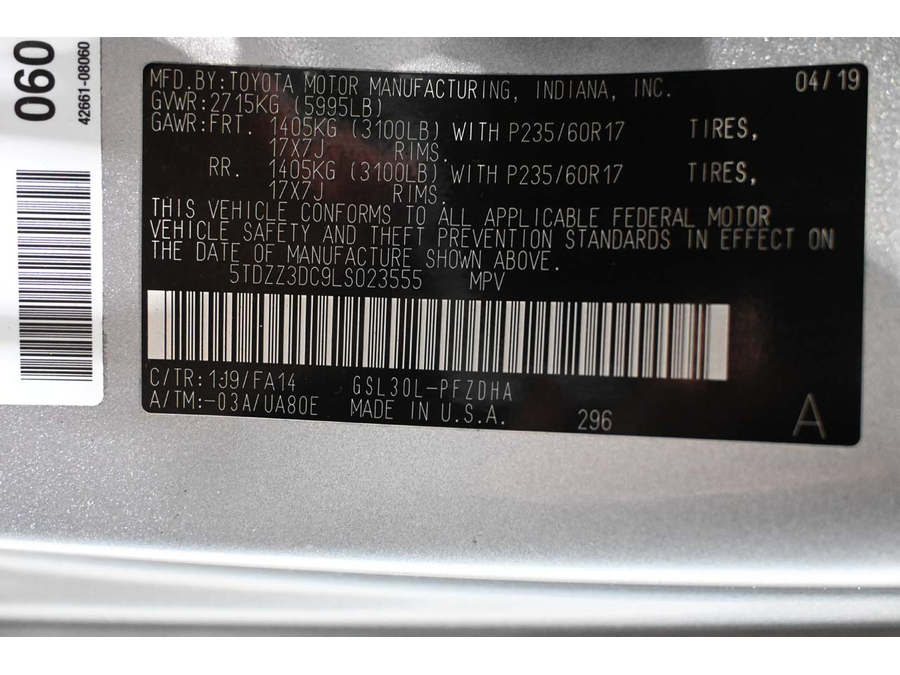 060
42661-08060
MFD. BY: TOYOTA MOTOR MANUFACTURING, INDIANA, INC. 04/19
GVWR: 2715KG (5995LB)
GAWR: FRT. 1405KG (3100LB) WITH P235/60R17 TIRES,
17X7J RIMS.
RR. 1405KG (3100LB) WITH P235/60R17 TIRES,
17X7J RIMS.
THIS VEHICLE CONFORMS TO ALL APPLICABLE FEDERAL MOTOR
VEHICLE SAFETY AND THEFT PREVENTION STANDARDS IN EFFECT ON
THE DATE OF MANUFACTURE SHOWN ABOVE.
5TDZZ3DC9LS023555 MPV
C/TR: 1J9/FA14 GSL30L-PFZDHA
A/TM: -03A/UA80E MADE IN U.S.A. 296 A